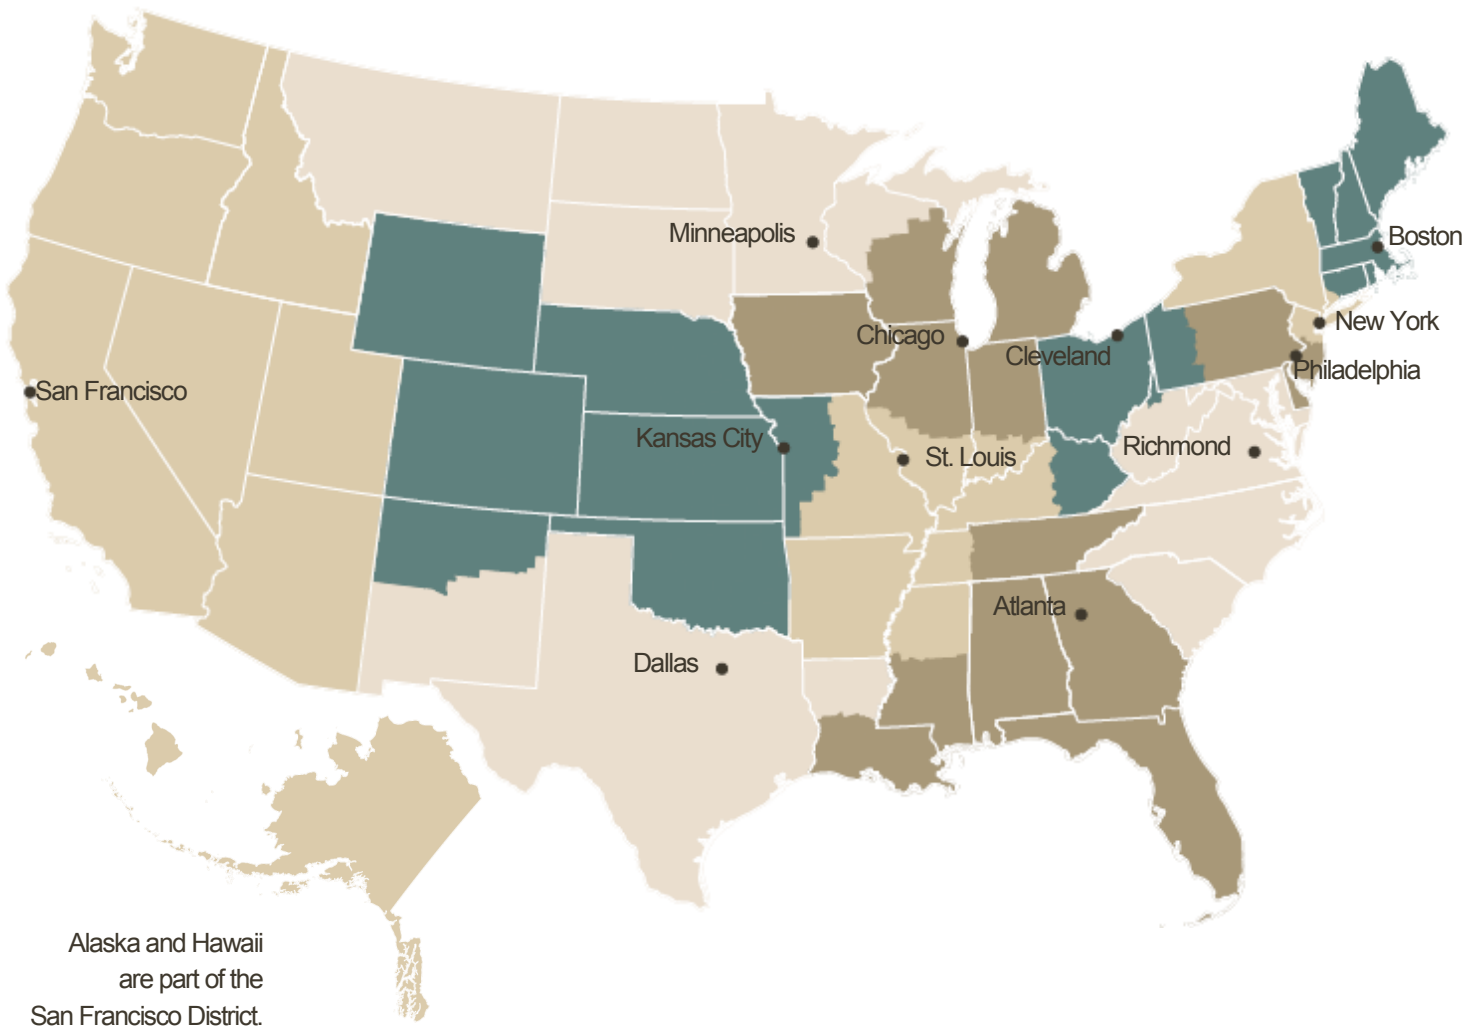 Minneapolis
Boston
New York
Chicago
Cleveland
Philadelphia
San Francisco
Kansas City
St. Louis
Richmond
Atlanta
Dallas
Alaska and Hawaii
are part of the
San Francisco District.